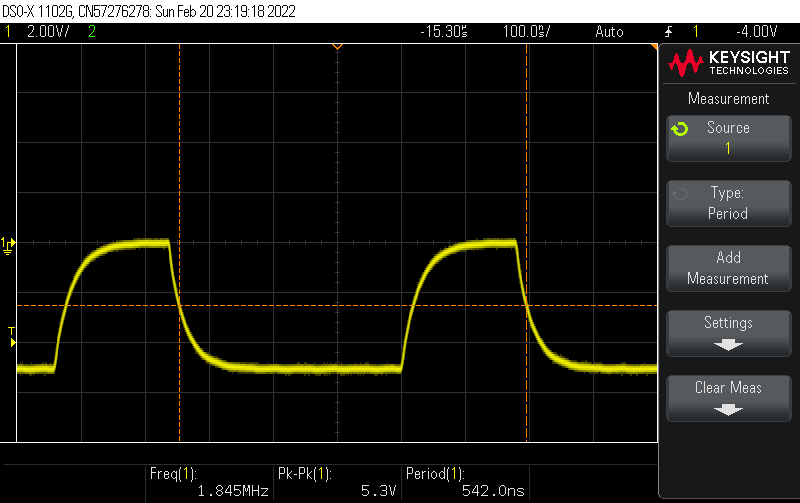 DSO-X 1102G, CN57276278: Sun Feb 20 23:19:18 2022
1 2.00V/ 2 -15.30s 100.0s/ Auto 1 -4.00V
KEYSIGHT
TECHNOLOGIES
Measurement
Source
1
Type:
Period
Add
Measurement
Settings
Clear Meas
1
T
Freq(1): Pk-Pk(1): Period(1):
1.845MHz 5.3V 542.0ns